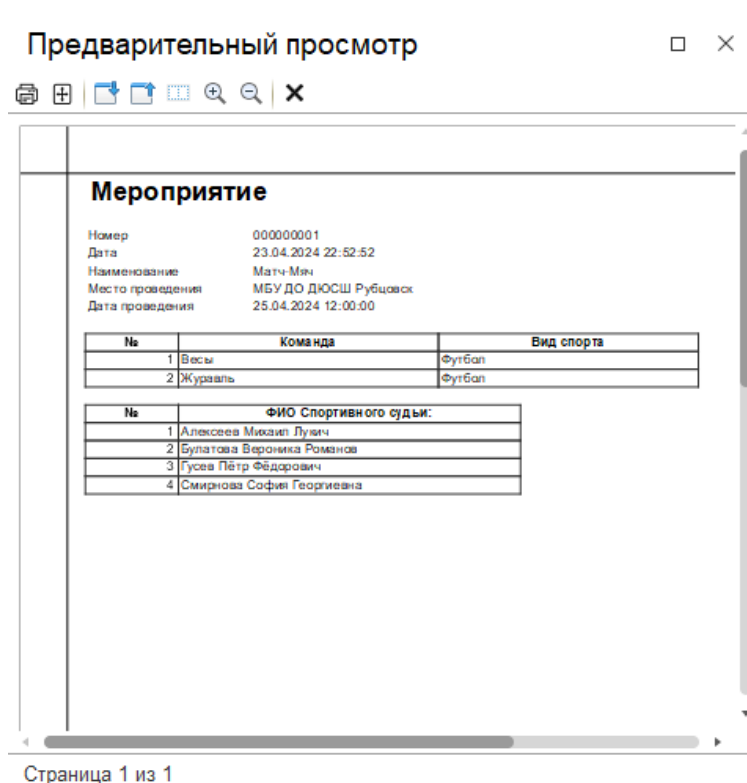 Предварительный просмотр
Мероприятие
Номер 000000001
Дата 23.04.2024 22:52:52
Наименование Матч-Мяч
Место проведения МБУ ДО ДЮСШ Рубцовск
Дата проведения 25.04.2024 12:00:00
№ Команда Вид спорта
1 Весы Футбол
2 Журавль Футбол
№ ФИО Спортивного судьи:
1 Алексеев Михаил Лукич
2 Булатова Вероника Романов
3 Гусев Пётр Фёдорович
4 Смирнова София Георгиевна
Страница 1 из 1